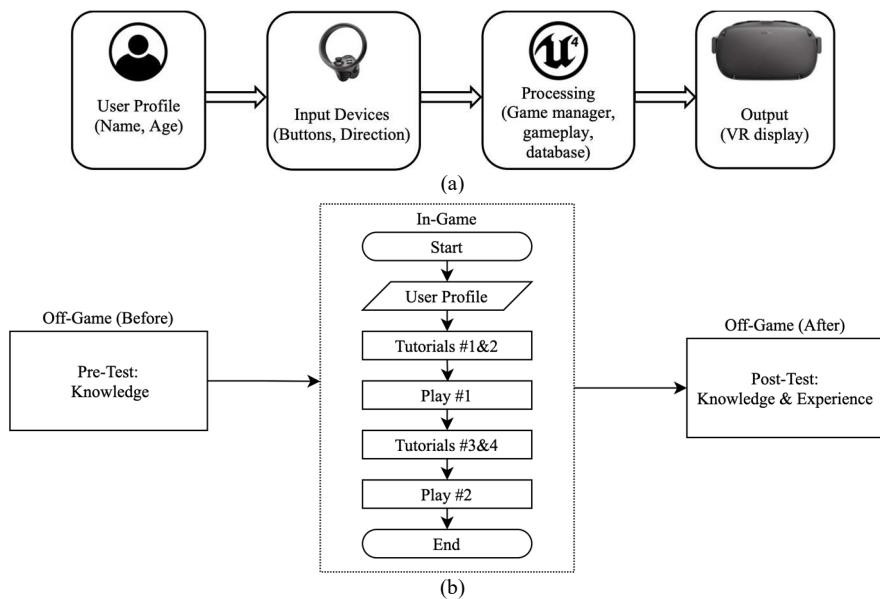 User Profile
(Name, Age)
Input Devices
(Buttons, Direction)
4
Processing
(Game manager,
gameplay,
database)
Output
(VR display)
(a)
Off-Game (Before)
Pre-Test:
Knowledge
In-Game
Start
User Profile
Tutorials #1&2
Play #1
Tutorials #3&4
Play #2
End
Off-Game (After)
Post-Test:
Knowledge & Experience
(b)